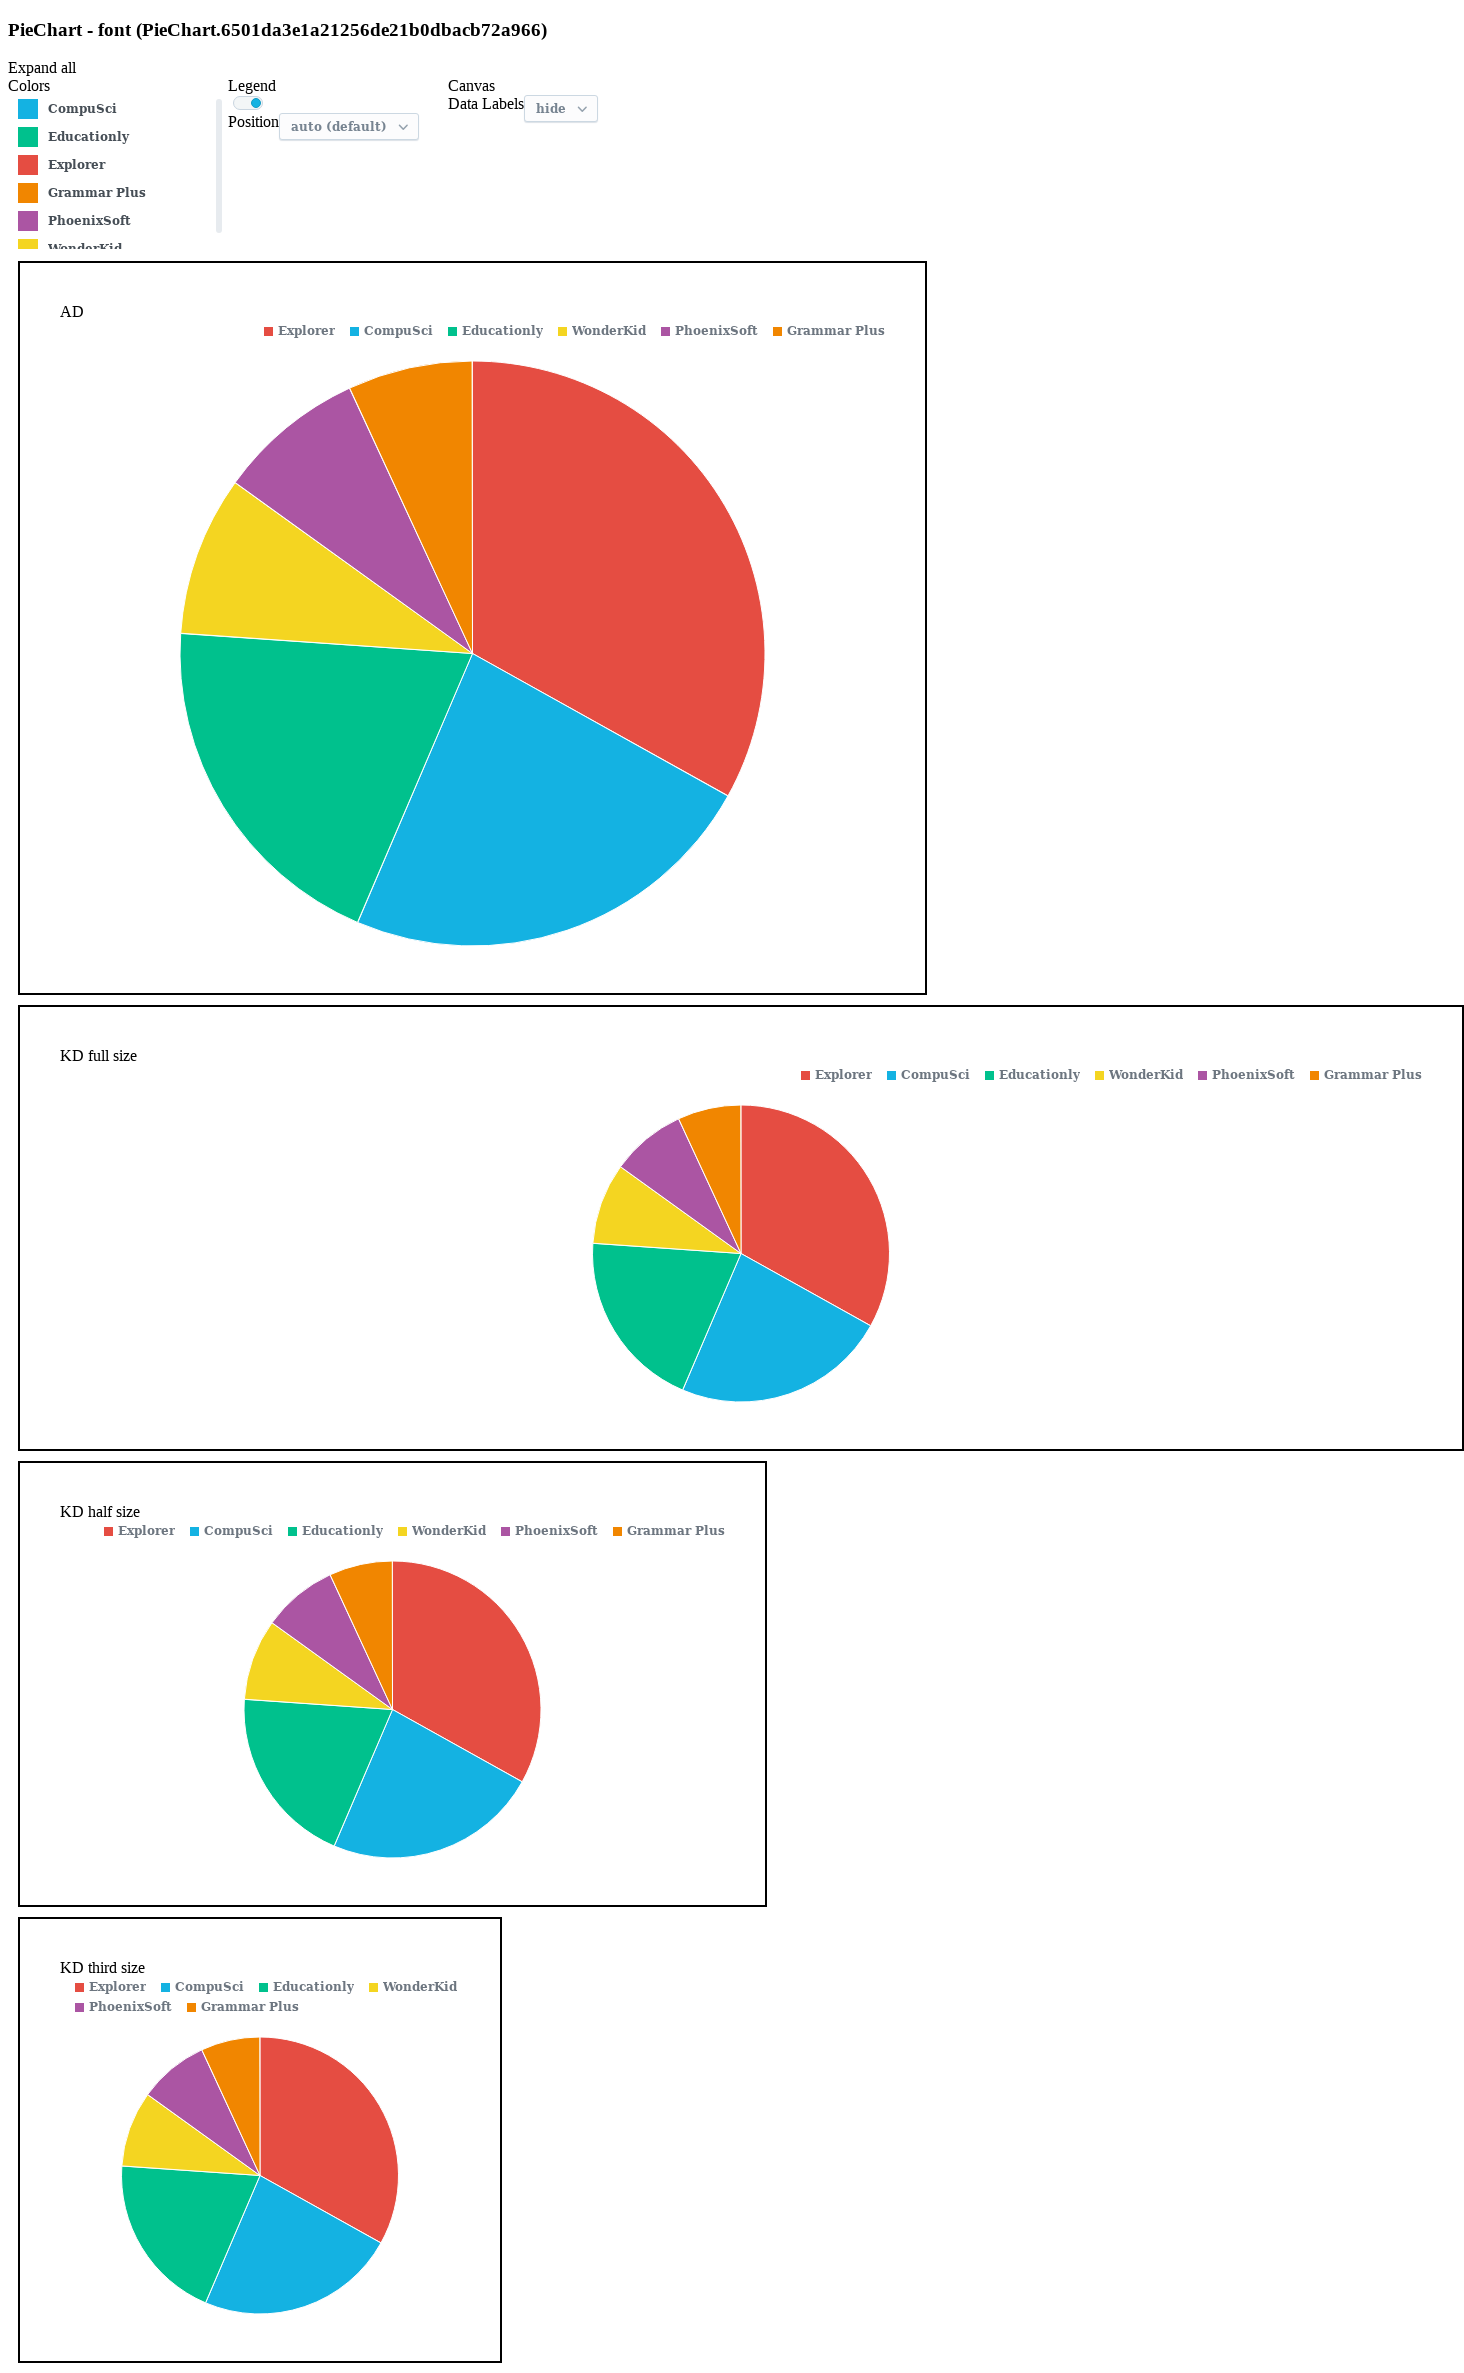 PieChart - font (PieChart.6501da3e1a21256de21b0dbacb72a966)
Expand all
Colors
CompuSci
Educationly
Explorer
Grammar Plus
PhoenixSoft
WonderKid
Legend
Position auto (default)
Canvas
Data Labels hide
AD
Explorer CompuSci Educationly WonderKid PhoenixSoft Grammar Plus
KD full size
Explorer CompuSci Educationly WonderKid PhoenixSoft Grammar Plus
KD half size
Explorer CompuSci Educationly WonderKid PhoenixSoft Grammar Plus
KD third size
Explorer CompuSci Educationly WonderKid
PhoenixSoft Grammar Plus